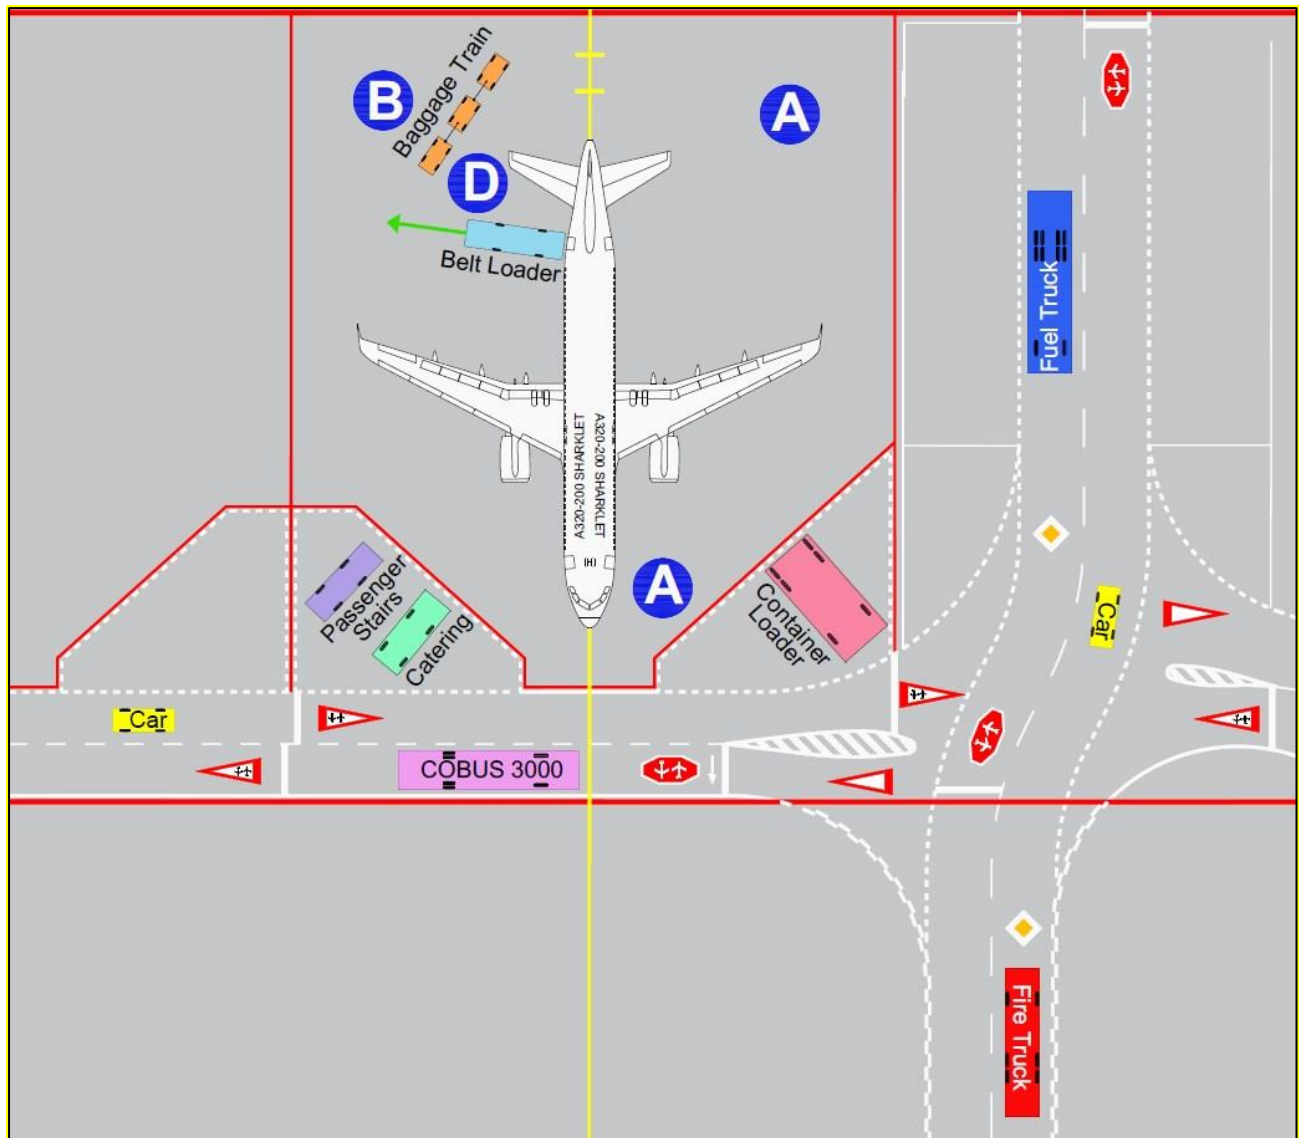 Baggage Train
B
A
D
Belt Loader
Fuel Truck
A320-200 SHARKLET
A320-200 SHARKLET
A
Passenger
Stairs
Catering
Container
Loader
Car
Car
COBUS 3000
Fire Truck